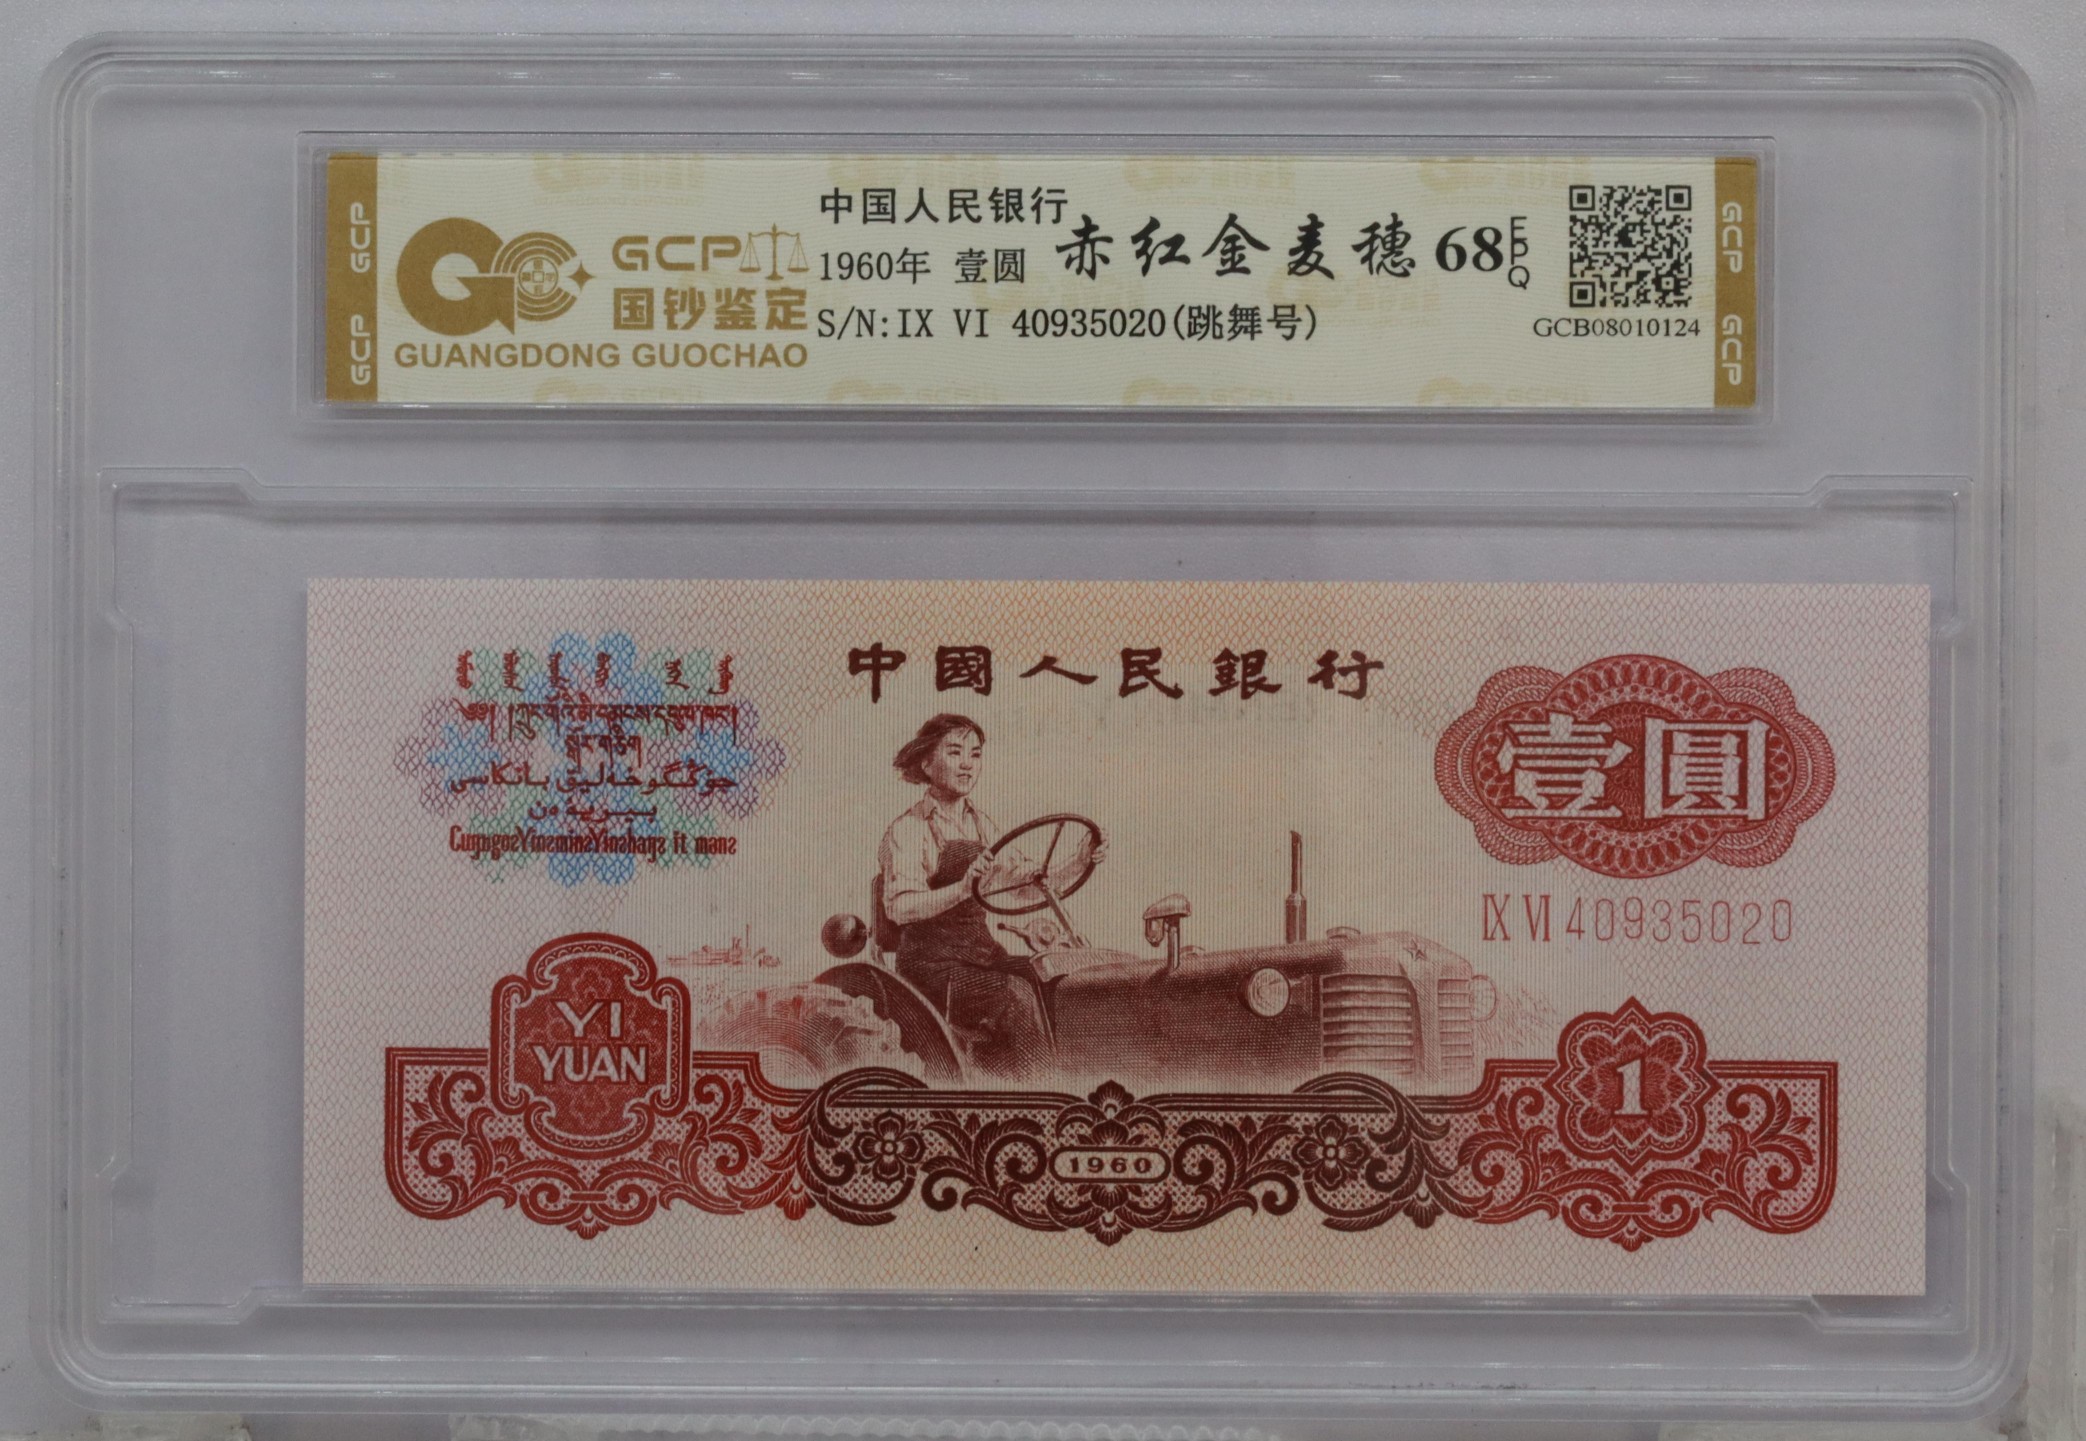 GCP
GCP
GCP
国钞鉴定
GUANGDONG GUOCHAO
中国人民银行
1960年 壹圆
赤红金麦穗 68 EPQ
S/N:IX VI 40935020(跳舞号)
GCB08010124
GCP
GCP
中國人民銀行
壹圓
IX VI 40935020
YI
YUAN
1960
1